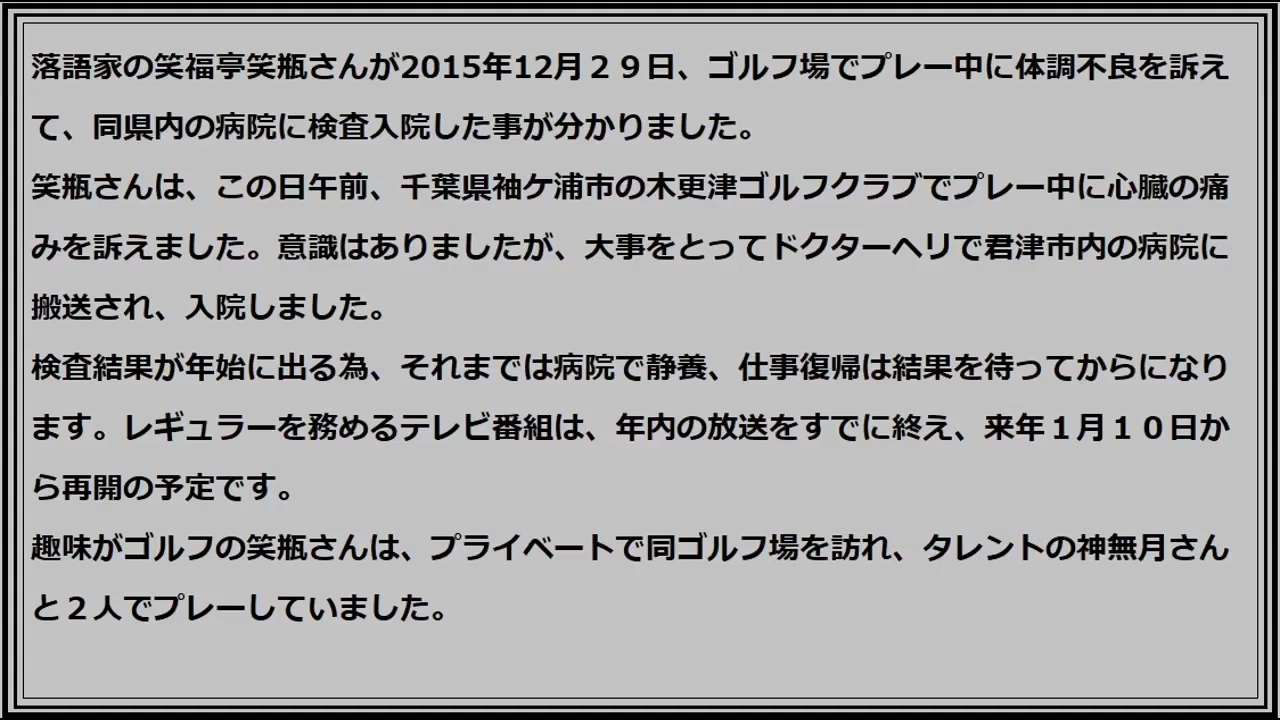 落語家の笑福亭笑瓶さんが2015年12月２９日、ゴルフ場でプレー中に体調不良を訴え
て、同県内の病院に検査入院した事が分かりました。
笑瓶さんは、この日午前、千葉県袖ケ浦市の木更津ゴルフクラブでプレー中に心臓の痛
みを訴えました。意識はありましたが、大事をとってドクターヘリで君津市内の病院に
搬送され、入院しました。
検査結果が年始に出る為、それまでは病院で静養、仕事復帰は結果を待ってからになり
ます。レギュラーを務めるテレビ番組は、年内の放送をすでに終え、来年１月１０日か
ら再開の予定です。
趣味がゴルフの笑瓶さんは、プライベートで同ゴルフ場を訪れ、タレントの神無月さん
と２人でプレーしていました。